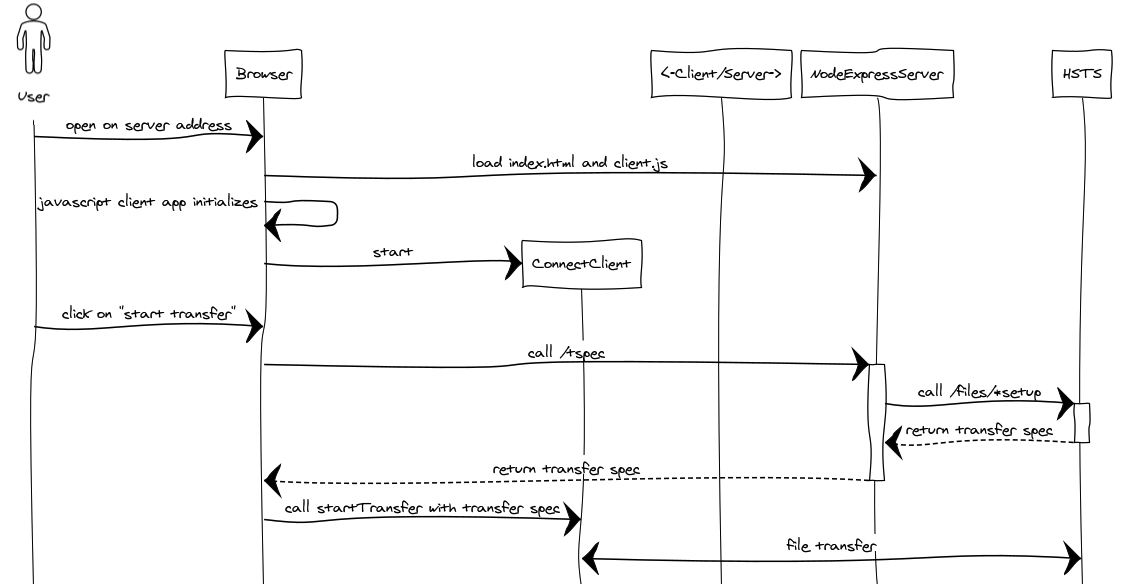 User
Browser
<-Client/Server->
NodeExpressServer
HSTS
open on server address
load index.html and client.js
javascript client app initializes
start
ConnectClient
click on "start transfer"
call /tspec
call /files/*setup
return transfer spec
return transfer spec
call startTransfer with transfer spec
file transfer